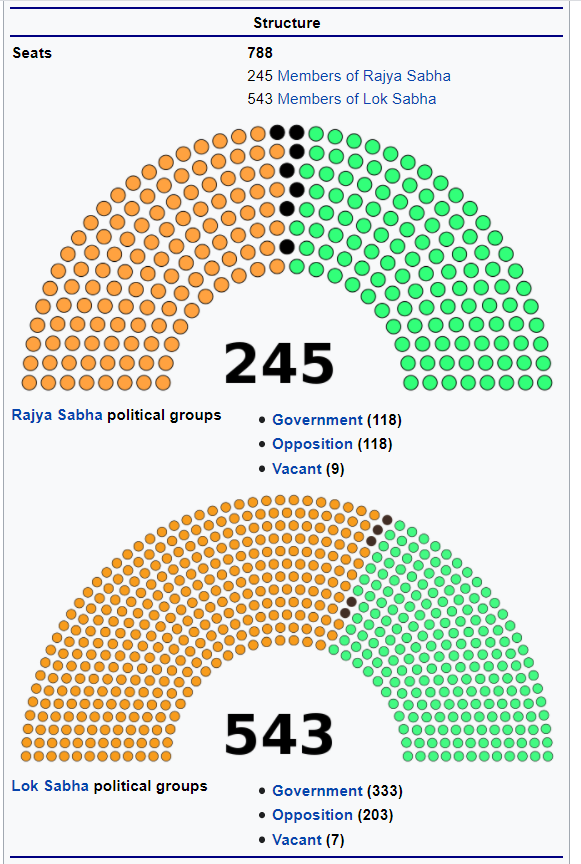 Structure
Seats 788
245 Members of Rajya Sabha
543 Members of Lok Sabha
245
Rajya Sabha political groups
• Government (118)
• Opposition (118)
• Vacant (9)
543
Lok Sabha political groups
• Government (333)
• Opposition (203)
• Vacant (7)